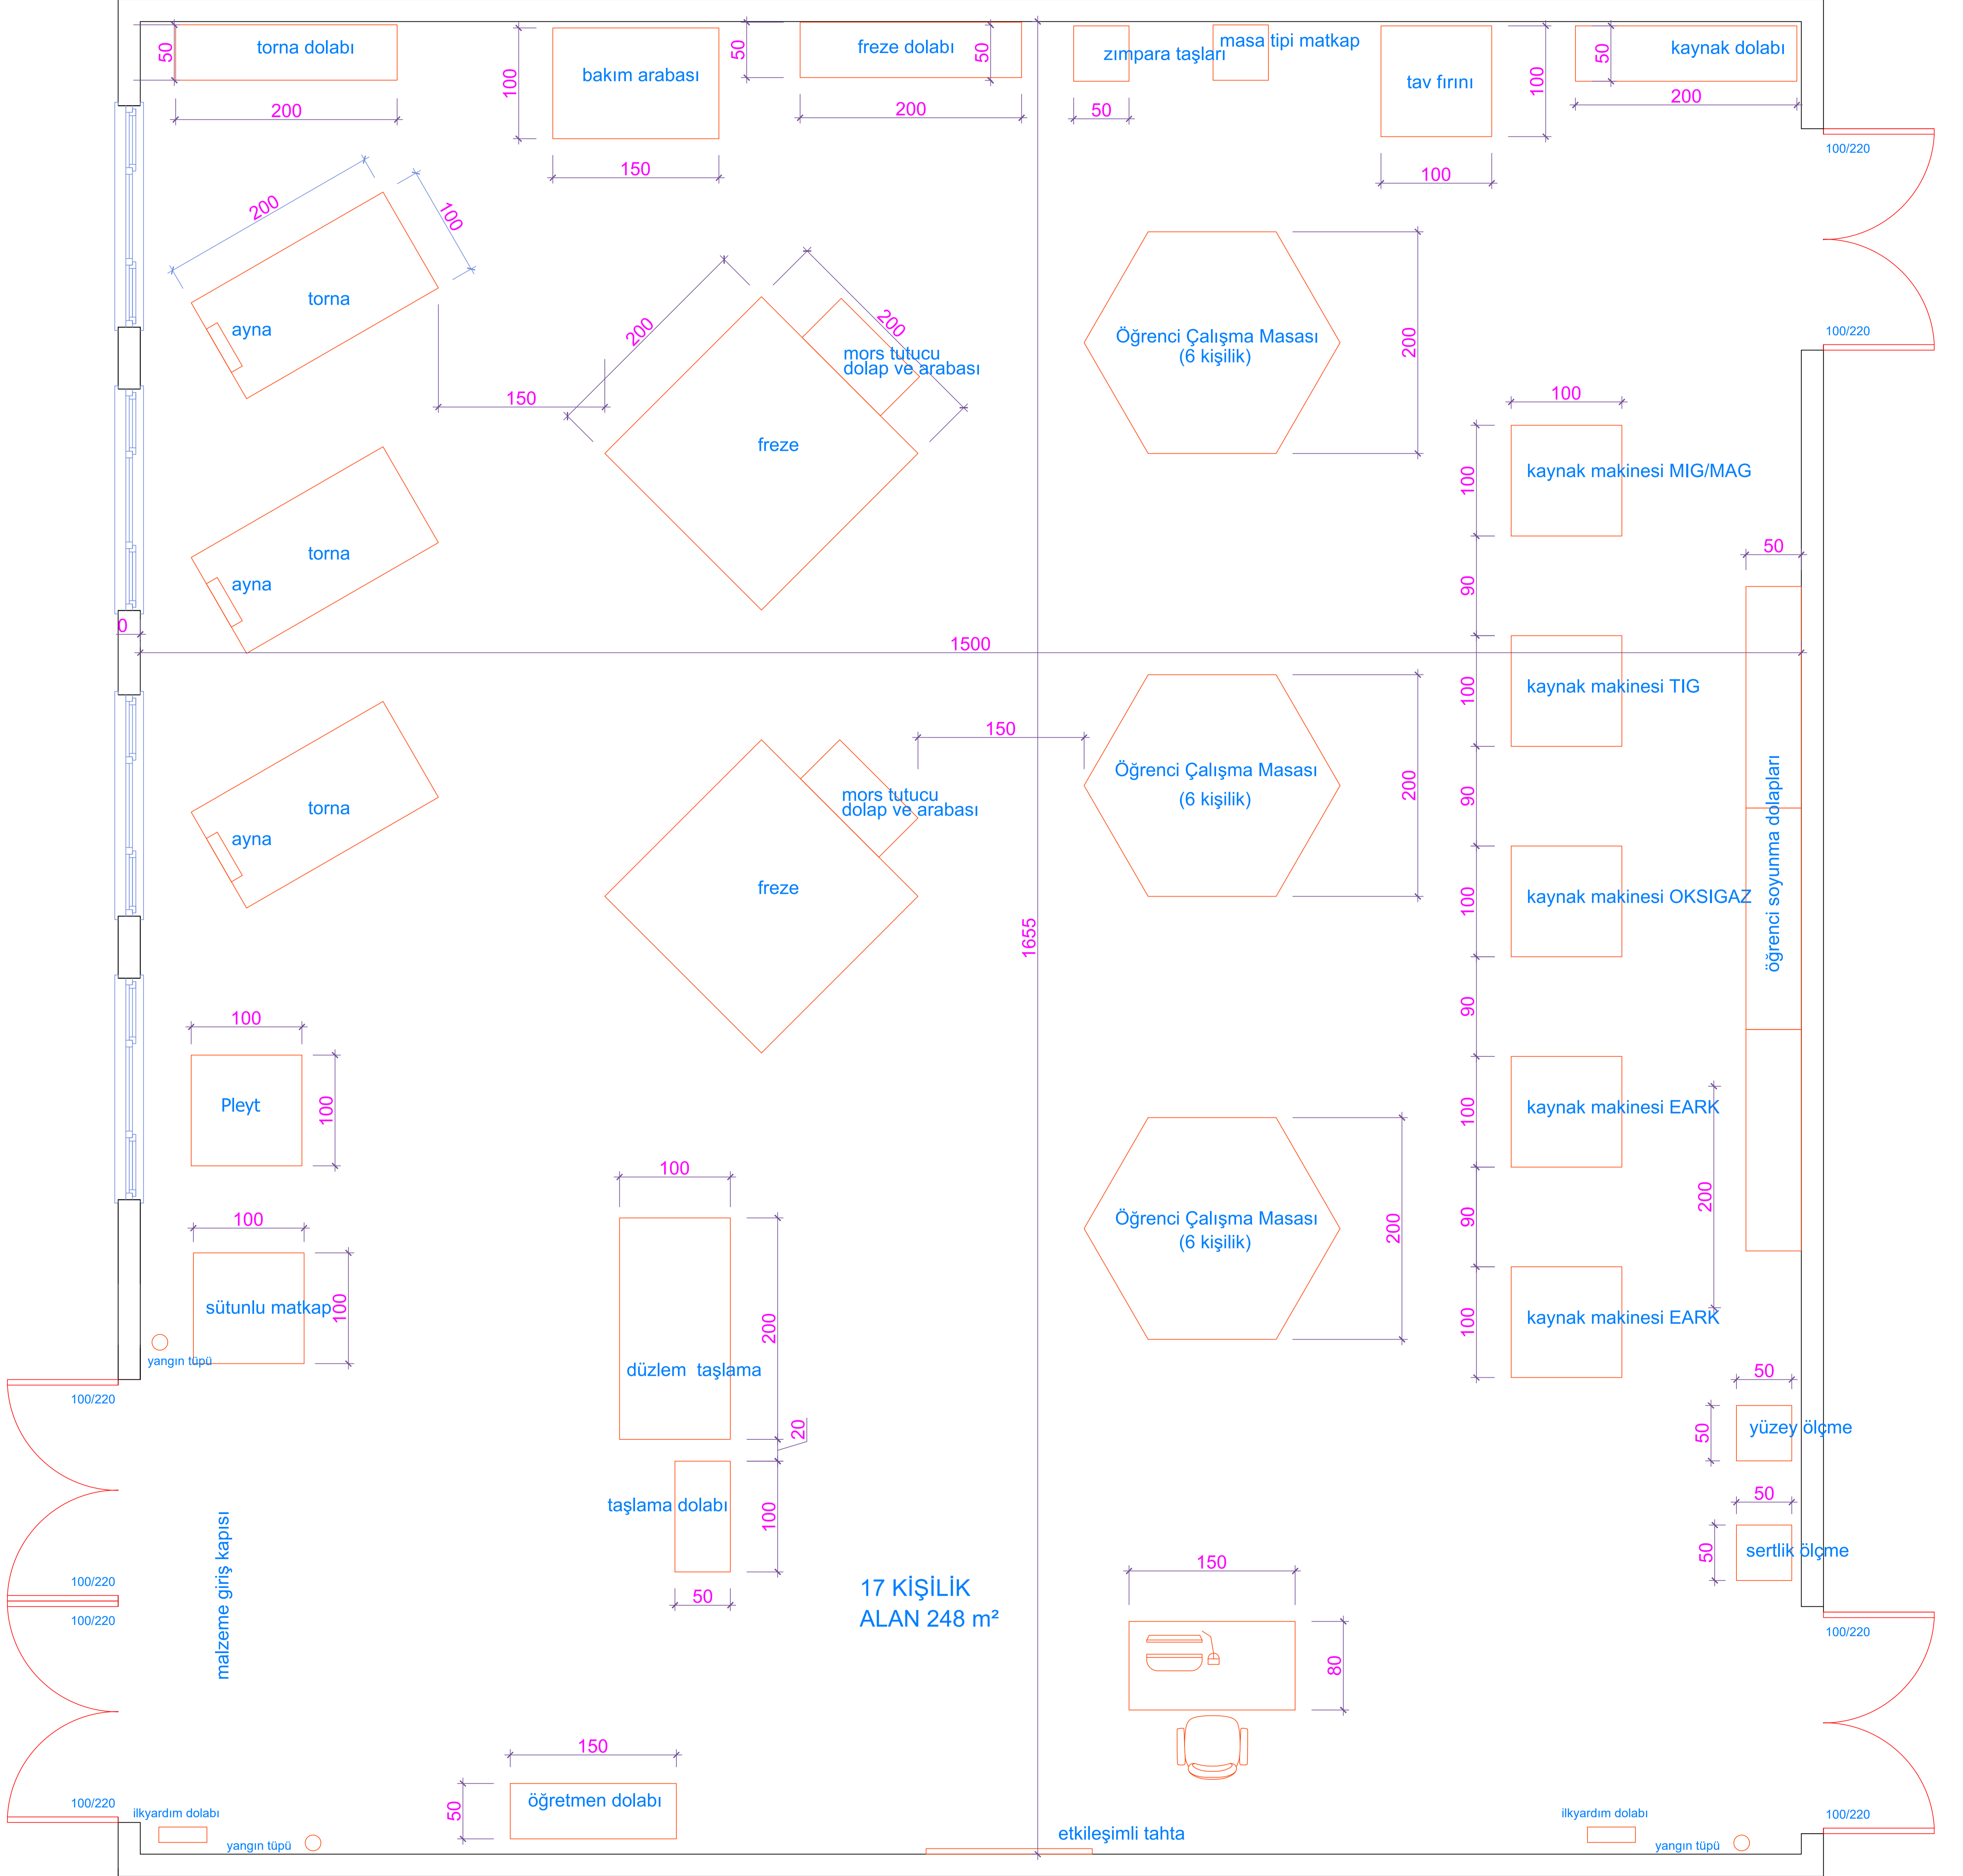 torna dolabı
50
200
bakım arabası
100
150
freze dolabı
50
200
50
zımpara taşları
50
masa tipi matkap
tav fırını
100
100
kaynak dolabı
50
200
100/220
100/220
200
100
torna
ayna
150
200
200
mors tutucu
dolap ve arabası
freze
Öğrenci Çalışma Masası
(6 kişilik)
200
100
kaynak makinesi MIG/MAG
100
90
50
torna
ayna
0
1500
kaynak makinesi TIG
100
90
150
torna
ayna
mors tutucu
dolap ve arabası
freze
Öğrenci Çalışma Masası
(6 kişilik)
200
öğrenci soyunma dolapları
kaynak makinesi OKSIGAZ
100
1655
90
100
Pleyt
100
kaynak makinesi EARK
100
90
200
100
sütunlu matkap
100
yangın tüpü
100
200
düzlem taşlama
20
Öğrenci Çalışma Masası
(6 kişilik)
200
kaynak makinesi EARK
100
50
yüzey ölçme
50
100/220
taşlama dolabı
100
50
50
sertlik ölçme
50
malzeme giriş kapısı
100/220
100/220
17 KİŞİLİK
ALAN 248 m²
150
80
100/220
150
öğretmen dolabı
50
100/220
ilkyardım dolabı
yangın tüpü
etkileşimli tahta
ilkyardım dolabı
yangın tüpü
100/220